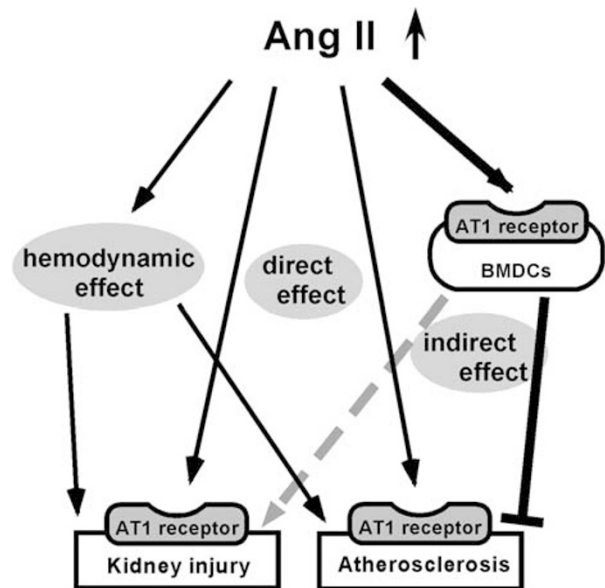 Ang II
AT1 receptor
BMDCs
hemodynamic
effect
direct
effect
indirect
effect
AT1 receptor
Kidney injury
AT1 receptor
Atherosclerosis